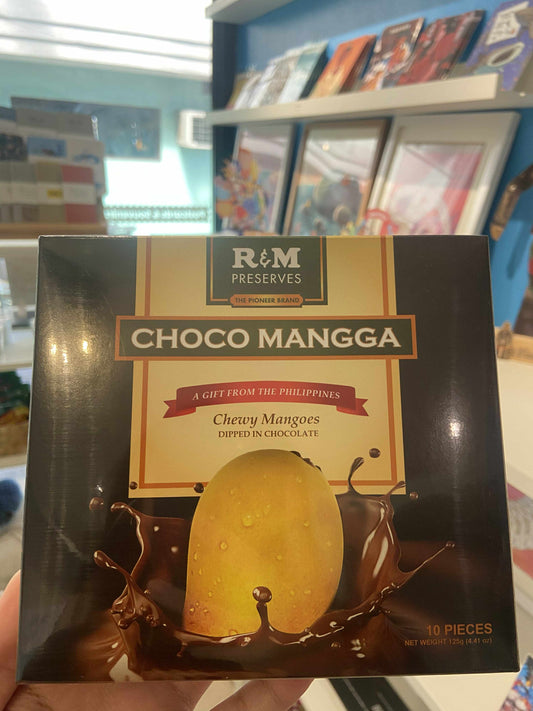 R&M
PRESERVES
THE PIONEER BRAND
CHOCO MANGGA
A GIFT FROM THE PHILIPPINES
Chewy Mangoes
DIPPED IN CHOCOLATE
10 PIECES
NET WEIGHT 125g (4.41 oz)